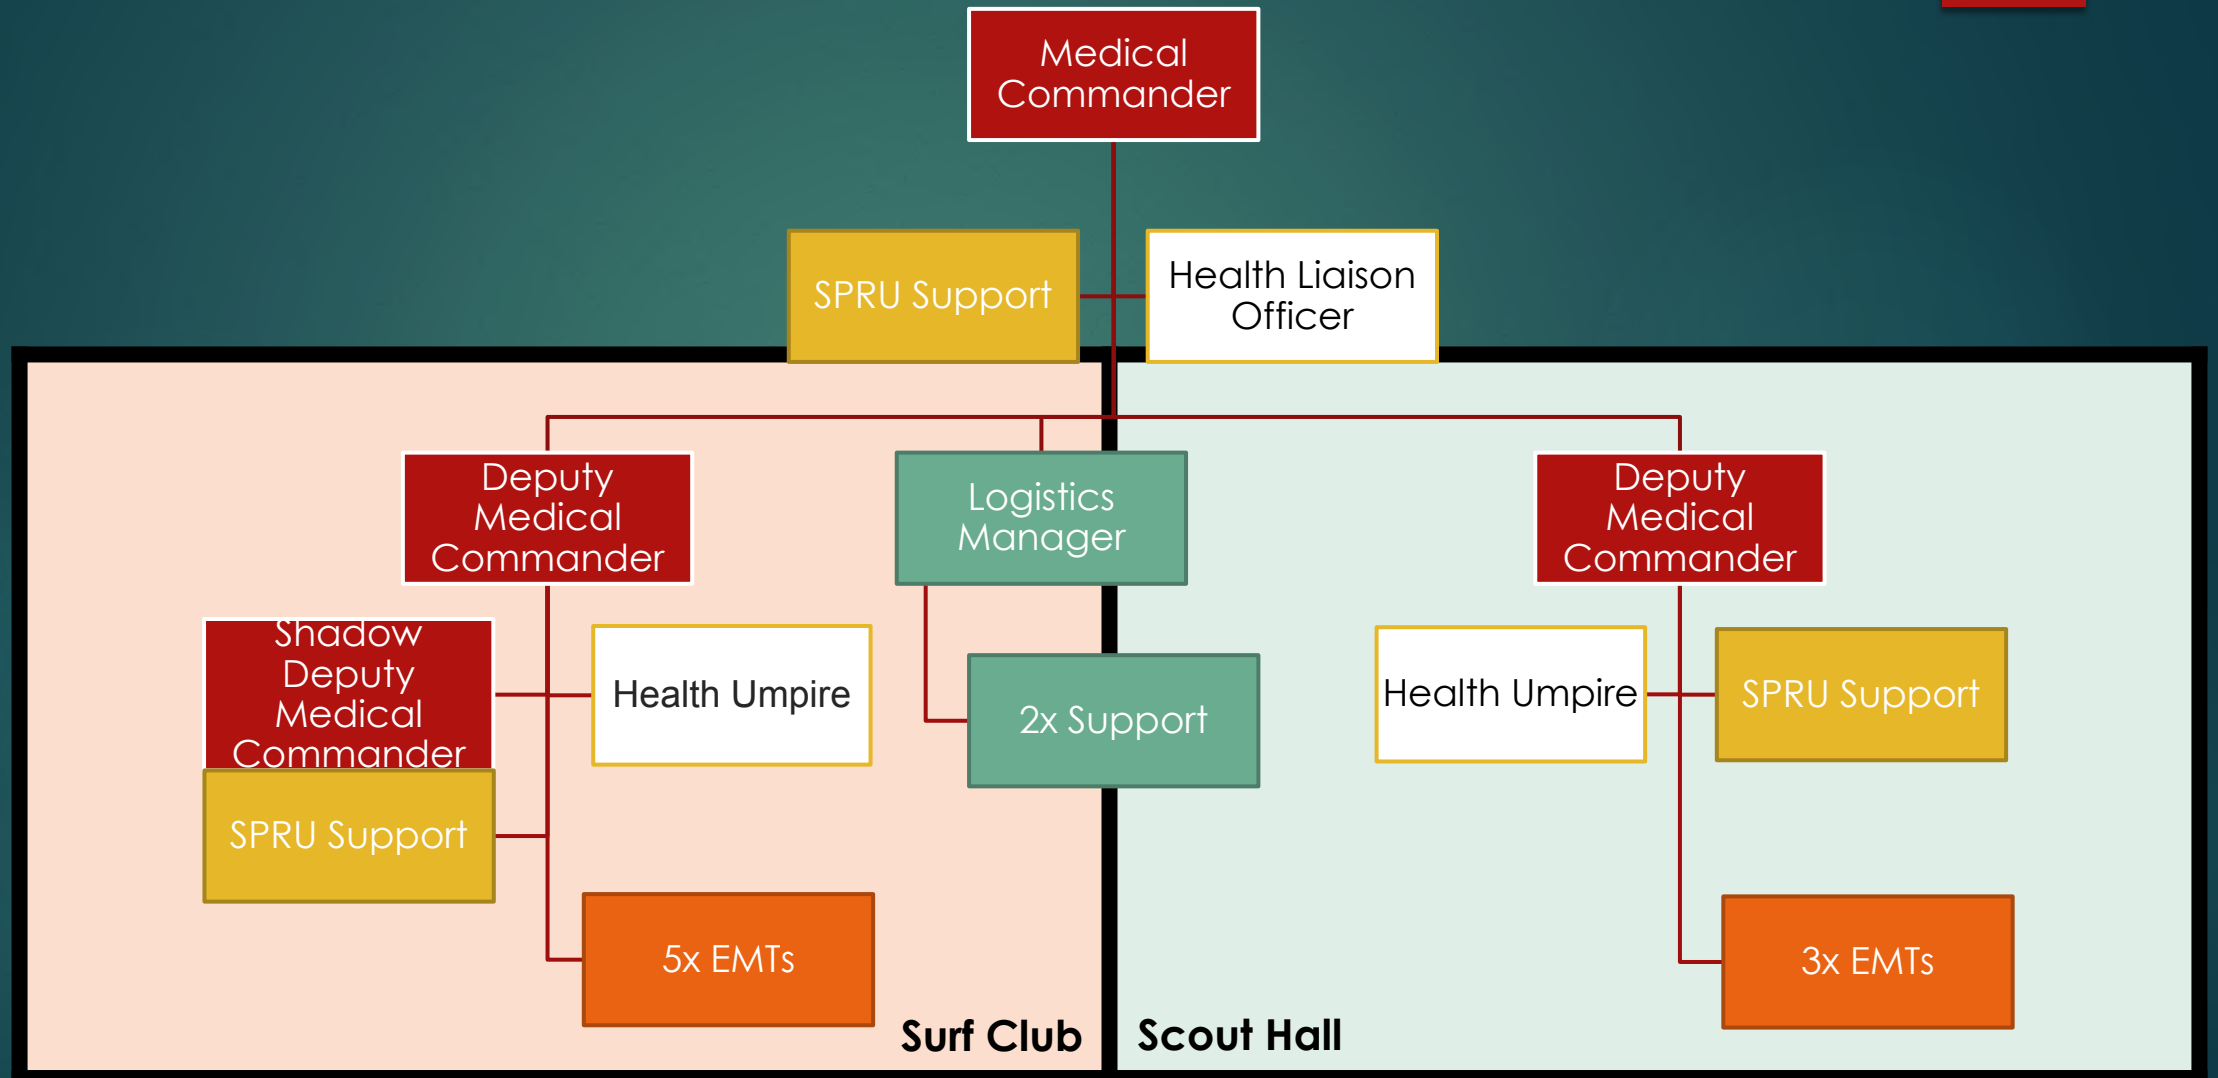 Medical
Commander
SPRU Support
Health Liaison
Officer
Deputy
Medical
Commander
Logistics
Manager
Deputy
Medical
Commander
Shadow
Deputy
Medical
Commander
Health Umpire
2x Support
Health Umpire
SPRU Support
SPRU Support
5x EMTs
3x EMTs
Surf Club
Scout Hall